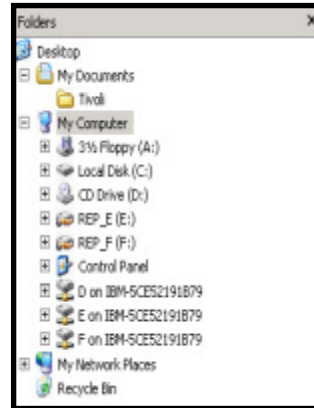 Folders x
Desktop
My Documents
Tivoli
My Computer
3½ Floppy (A:)
Local Disk (C:)
CD Drive (D:)
REP_E (E:)
REP_F (F:)
Control Panel
D on IBM-5CE52191B79
E on IBM-5CE52191B79
F on IBM-5CE52191B79
My Network Places
Recycle Bin